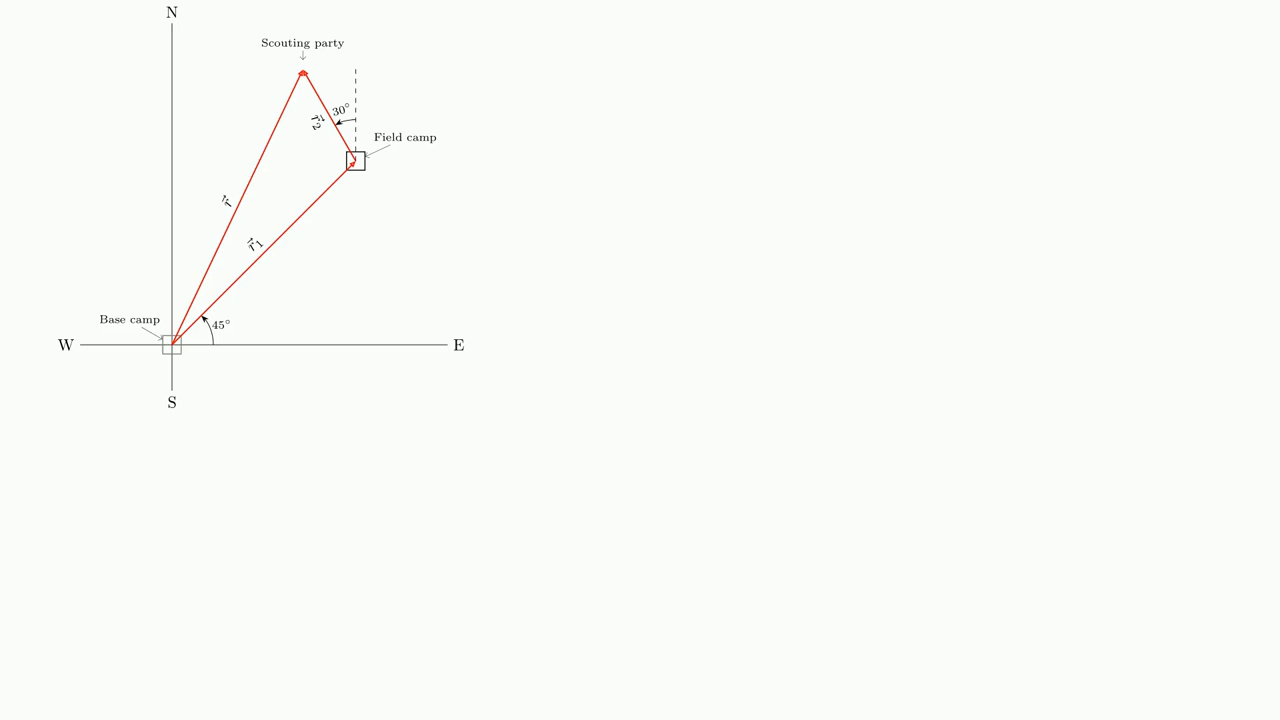 N
Scouting party
30°
r⃗₂
Field camp
r⃗
r⃗₁
Base camp
45°
W
E
S